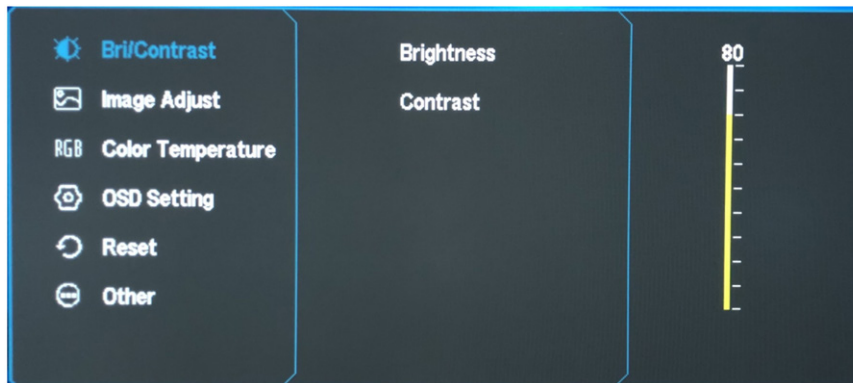 Bri/Contrast
Image Adjust
RGB Color Temperature
OSD Setting
Reset
Other
Brightness
Contrast
80